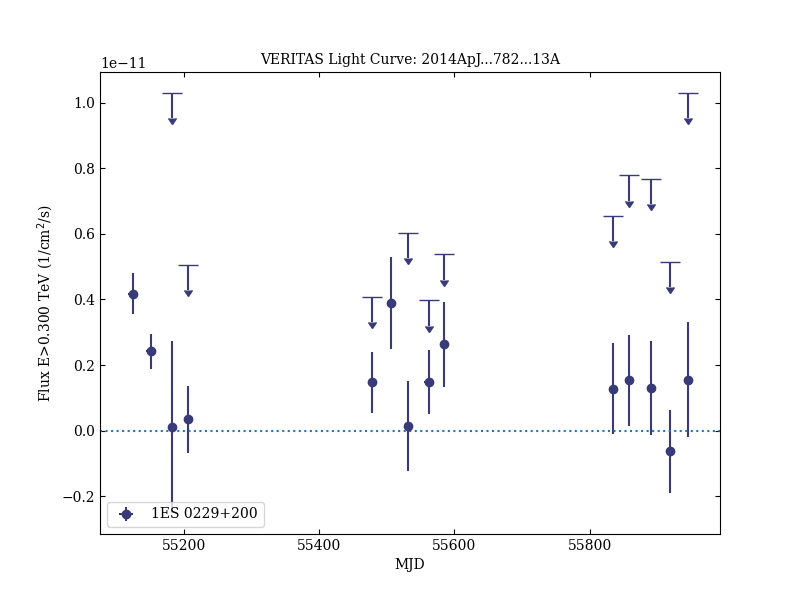 VERITAS Light Curve: 2014ApJ...782...13A
1e−11
1.0
0.8
0.6
0.4
0.2
0.0
−0.2
Flux E>0.300 TeV (1/cm²/s)
1ES 0229+200
55200 55400 55600 55800
MJD